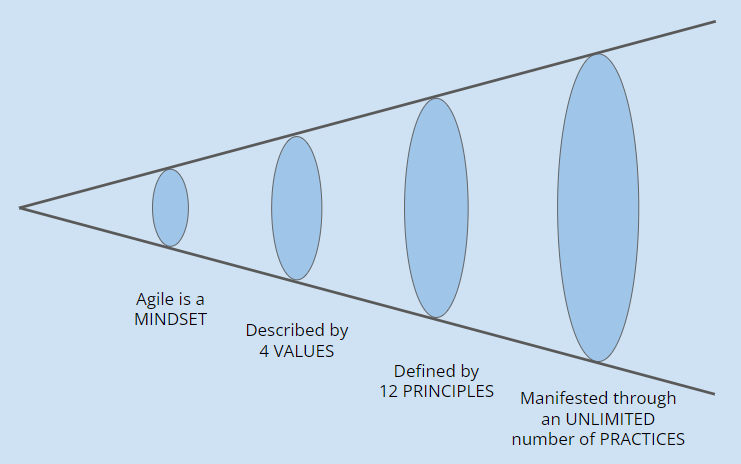 Agile is a
MINDSET
Described by
4 VALUES
Defined by
12 PRINCIPLES
Manifested through
an UNLIMITED
number of PRACTICES